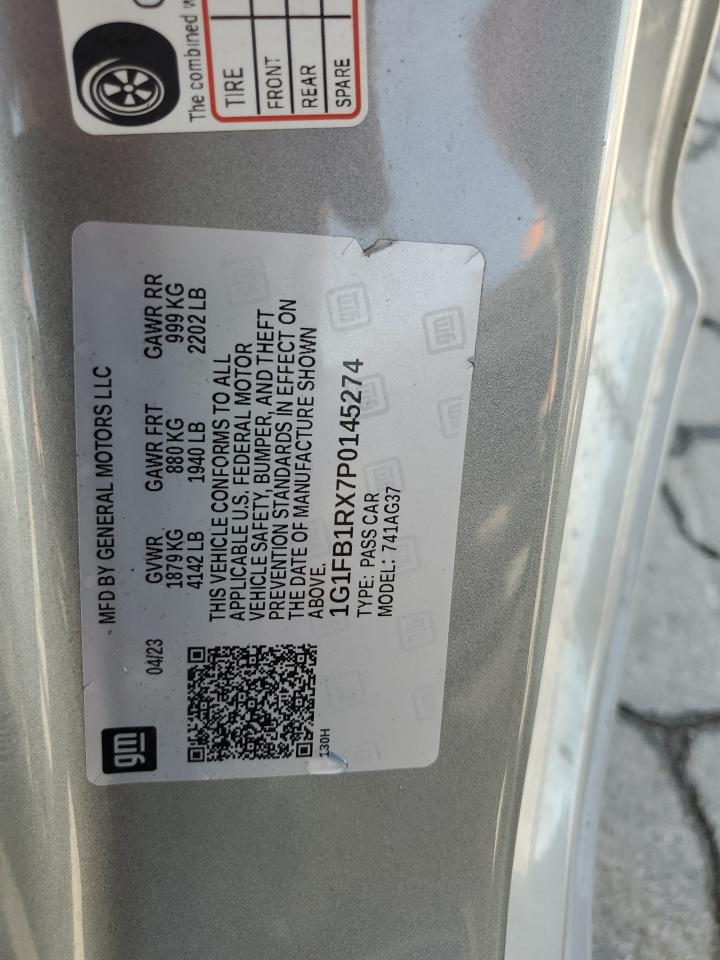 The combined
TIRE
FRONT
REAR
SPARE
gm
MFD BY GENERAL MOTORS LLC
04/23
GVWR GAWR FRT GAWR RR
1879 KG 880 KG 999 KG
4142 LB 1940 LB 2202 LB
THIS VEHICLE CONFORMS TO ALL
APPLICABLE U.S. FEDERAL MOTOR
VEHICLE SAFETY, BUMPER, AND THEFT
PREVENTION STANDARDS IN EFFECT ON
THE DATE OF MANUFACTURE SHOWN
ABOVE.
1G1FB1RX7P0145274
TYPE: PASS CAR
MODEL: 741AG37
130H